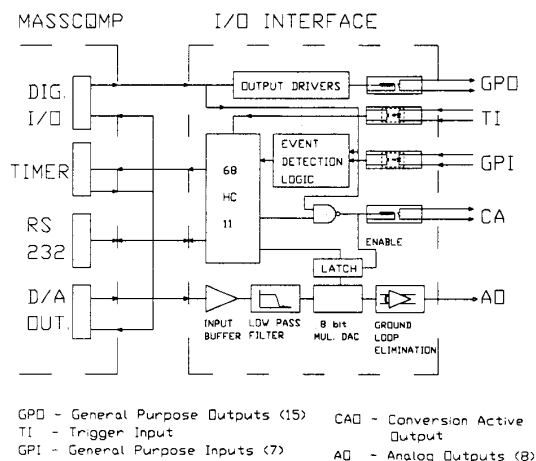 MASSCOMP I/O INTERFACE
DIG. I/O
OUTPUT DRIVERS
GPO
TI
EVENT DETECTION LOGIC
GPI
TIMER
68 HC 11
CA
RS 232
ENABLE
LATCH
D/A OUT.
AO
INPUT BUFFER
LOW PASS FILTER
8 bit MUL. DAC
GROUND LOOP ELIMINATION
GPO - General Purpose Outputs (15)
TI - Trigger Input
GPI - General Purpose Inputs (7)
CAO - Conversion Active
Output
AO - Analog Outputs (8)